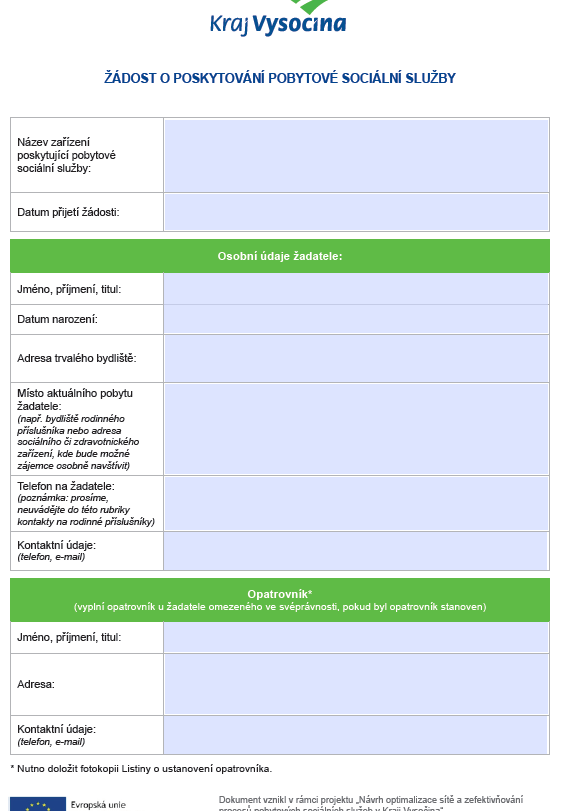 Kraj Vysočina
ŽÁDOST O POSKYTOVÁNÍ POBYTOVÉ SOCIÁLNÍ SLUŽBY
Název zařízení
poskytující pobytové
sociální služby:
Datum přijetí žádosti:
Osobní údaje žadatele:
Jméno, příjmení, titul:
Datum narození:
Adresa trvalého bydliště:
Místo aktuálního pobytu
žadatele:
(např. bydliště rodinného
příslušníka nebo adresa
sociálního či zdravotnického
zařízení, kde bude možné
zájemce osobně navštívit)
Telefon na žadatele:
(poznámka: prosíme,
neuvádějte do této rubriky
kontakty na rodinné příslušníky)
Kontaktní údaje:
(telefon, e-mail)
Opatrovník*
(vyplní opatrovník u žadatele omezeného ve svéprávnosti, pokud byl opatrovník stanoven)
Jméno, příjmení, titul:
Adresa:
Kontaktní údaje:
(telefon, e-mail)
* Nutno doložit fotokopii Listiny o ustanovení opatrovníka.
Evropská unie
Dokument vznikl v rámci projektu „Návrh optimalizace sítě a zefektivňování
procesů pobytových sociálních služeb v Kraji Vysočina“